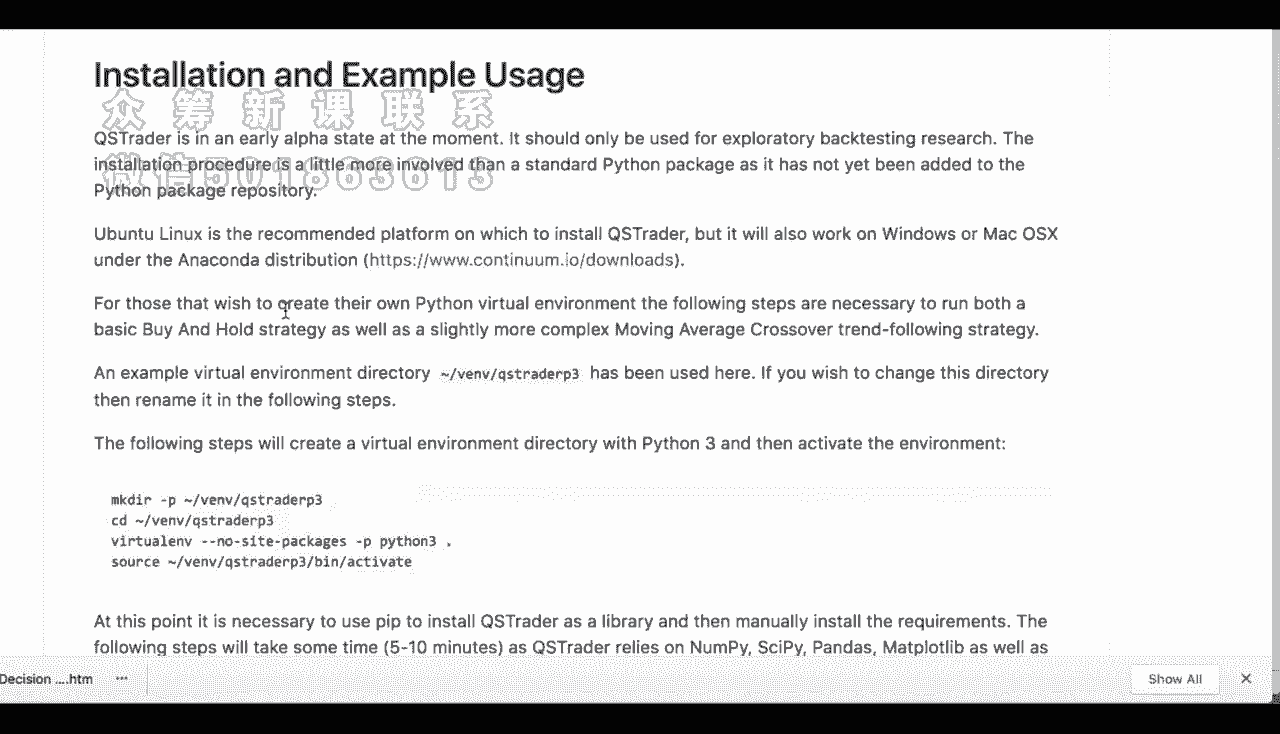 Installation and Example Usage
众筹新课联系
QSTrader is in an early alpha state at the moment. It should only be used for exploratory backtesting research. The
installation procedure is a little more involved than a standard Python package as it has not yet been added to the
微信501863613
Python package repository.
Ubuntu Linux is the recommended platform on which to install QSTrader, but it will also work on Windows or Mac OSX
under the Anaconda distribution (https://www.continuum.io/downloads).
For those that wish to create their own Python virtual environment the following steps are necessary to run both a
basic Buy And Hold strategy as well as a slightly more complex Moving Average Crossover trend-following strategy.
An example virtual environment directory ~/venv/qstraderp3 has been used here. If you wish to change this directory
then rename it in the following steps.
The following steps will create a virtual environment directory with Python 3 and then activate the environment:
mkdir -p ~/venv/qstraderp3
cd ~/venv/qstraderp3
virtualenv --no-site-packages -p python3 .
source ~/venv/qstraderp3/bin/activate
At this point it is necessary to use pip to install QSTrader as a library and then manually install the requirements. The
following steps will take some time (5-10 minutes) as QSTrader relies on NumPy, SciPy, Pandas, Matplotlib as well as
Decision ....htm
Show All